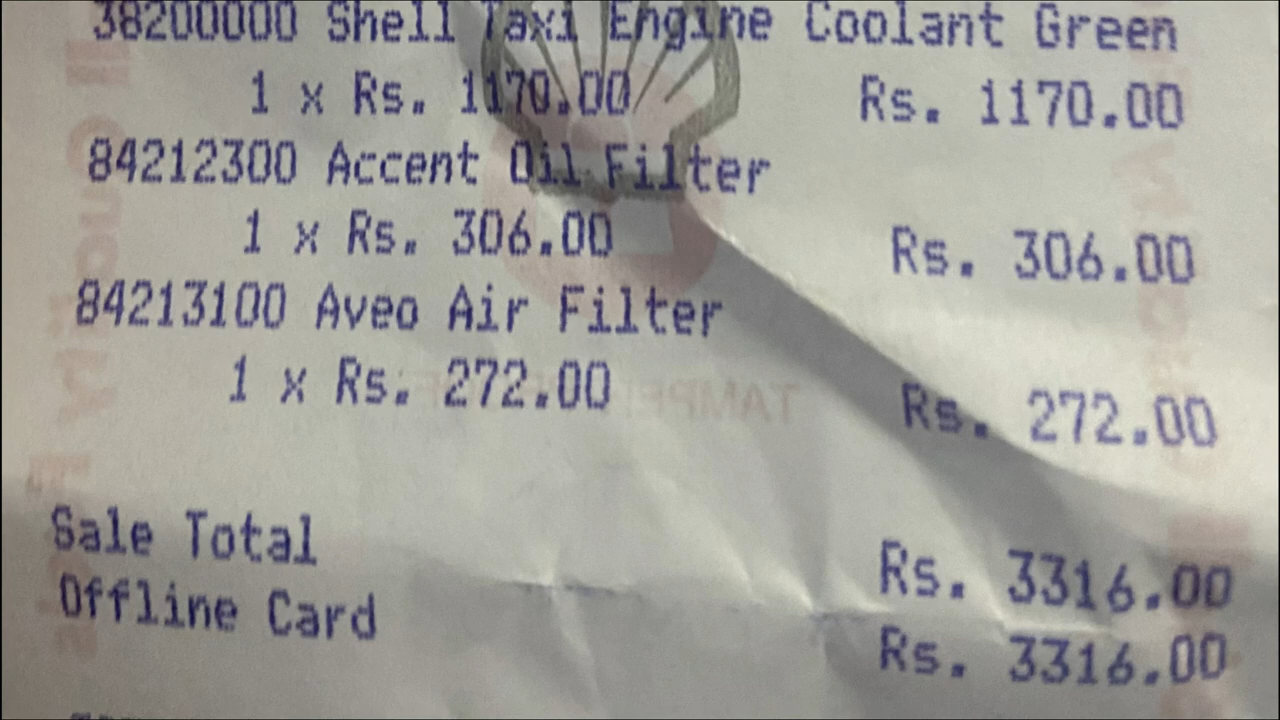 38200000 Shell Taxi Engine Coolant Green
1 x Rs. 1170.00 Rs. 1170.00
84212300 Accent Oil Filter
1 x Rs. 306.00 Rs. 306.00
84213100 Aveo Air Filter
1 x Rs. 272.00 Rs. 272.00
Sale Total Rs. 3316.00
Offline Card Rs. 3316.00